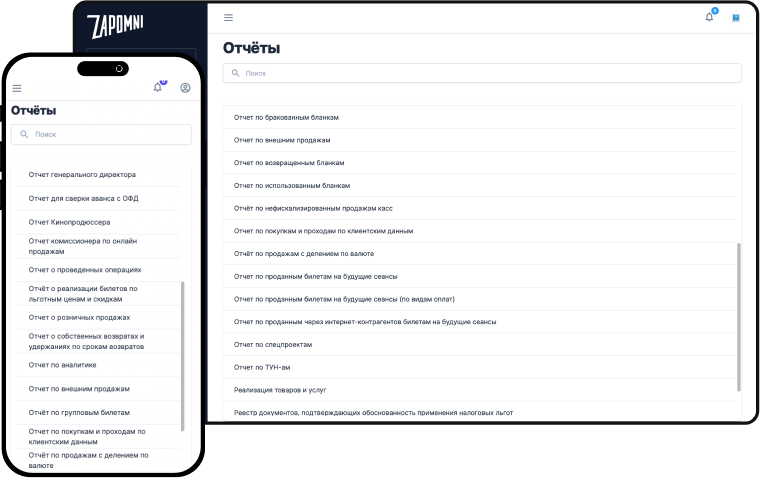 ZAPOMNI
Отчёты
Поиск
Отчет по бракованным бланкам
Отчет по внешним продажам
Отчет по возвращенным бланкам
Отчет по использованным бланкам
Отчёт по нефискализированным продажам касс
Отчет по покупкам и проходам по клиентским данным
Отчёт по продажам с делением по валюте
Отчет по проданным билетам на будущие сеансы
Отчет по проданным билетам на будущие сеансы (по видам оплат)
Отчет по проданным через интернет-контрагентов билетам на будущие сеансы
Отчет по спецпроектам
Отчет по ТУН-ам
Реализация товаров и услуг
Реестр документов, подтверждающих обоснованность применения налоговых льгот
Отчёты
Поиск
Отчет генерального директора
Отчет для сверки аванса с ОФД
Отчет Кинопродюссера
Отчет комиссионера по онлайн
продажам
Отчет о проведенных операциях
Отчёт о реализации билетов по
льготным ценам и скидкам
Отчет о розничных продажах
Отчет о собственных возвратах и
удержаниях по срокам возвратов
Отчет по аналитике
Отчет по внешним продажам
Отчёт по групповым билетам
Отчет по покупкам и проходам по
клиентским данным
Отчёт по продажам с делением по
валюте